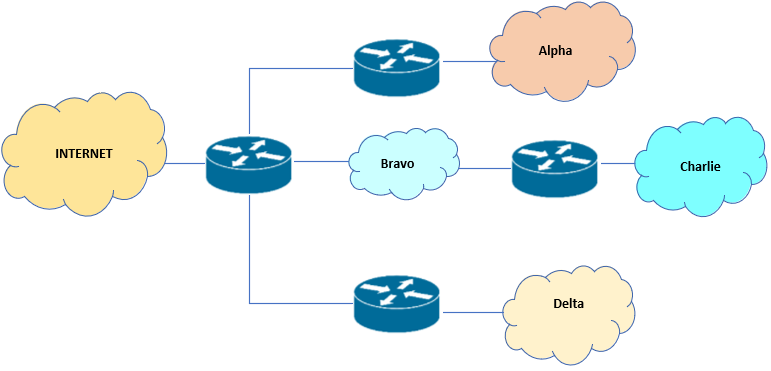 Alpha
INTERNET
Bravo
Charlie
Delta